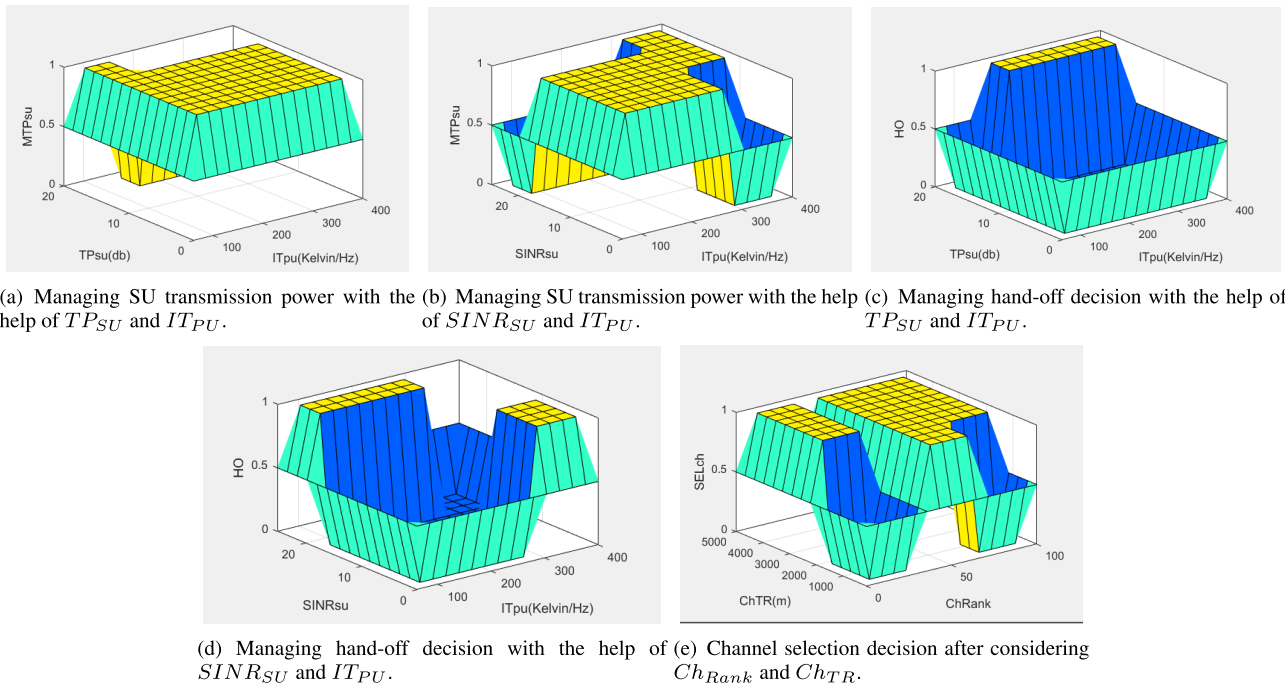 1
0.5
0
MTPsu
20
10
0
TPsu(db)
100
200
300
400
ITpu(Kelvin/Hz)
1
0.5
0
MTPsu
20
10
0
SINRsu
100
200
300
400
ITpu(Kelvin/Hz)
1
0.5
0
HO
20
10
0
TPsu(db)
100
200
300
400
ITpu(Kelvin/Hz)
(a) Managing SU transmission power with the
help of TP_SU and IT_PU.
(b) Managing SU transmission power with the help
of SINR_SU and IT_PU.
(c) Managing hand-off decision with the help of
TP_SU and IT_PU.
1
0.5
0
HO
20
10
0
SINRsu
100
200
300
400
ITpu(Kelvin/Hz)
1
0.5
0
SELch
5000
4000
3000
2000
1000
ChTR(m)
0
50
100
ChRank
(d) Managing hand-off decision with the help of
SINR_SU and IT_PU.
(e) Channel selection decision after considering
Ch_Rank and Ch_TR.